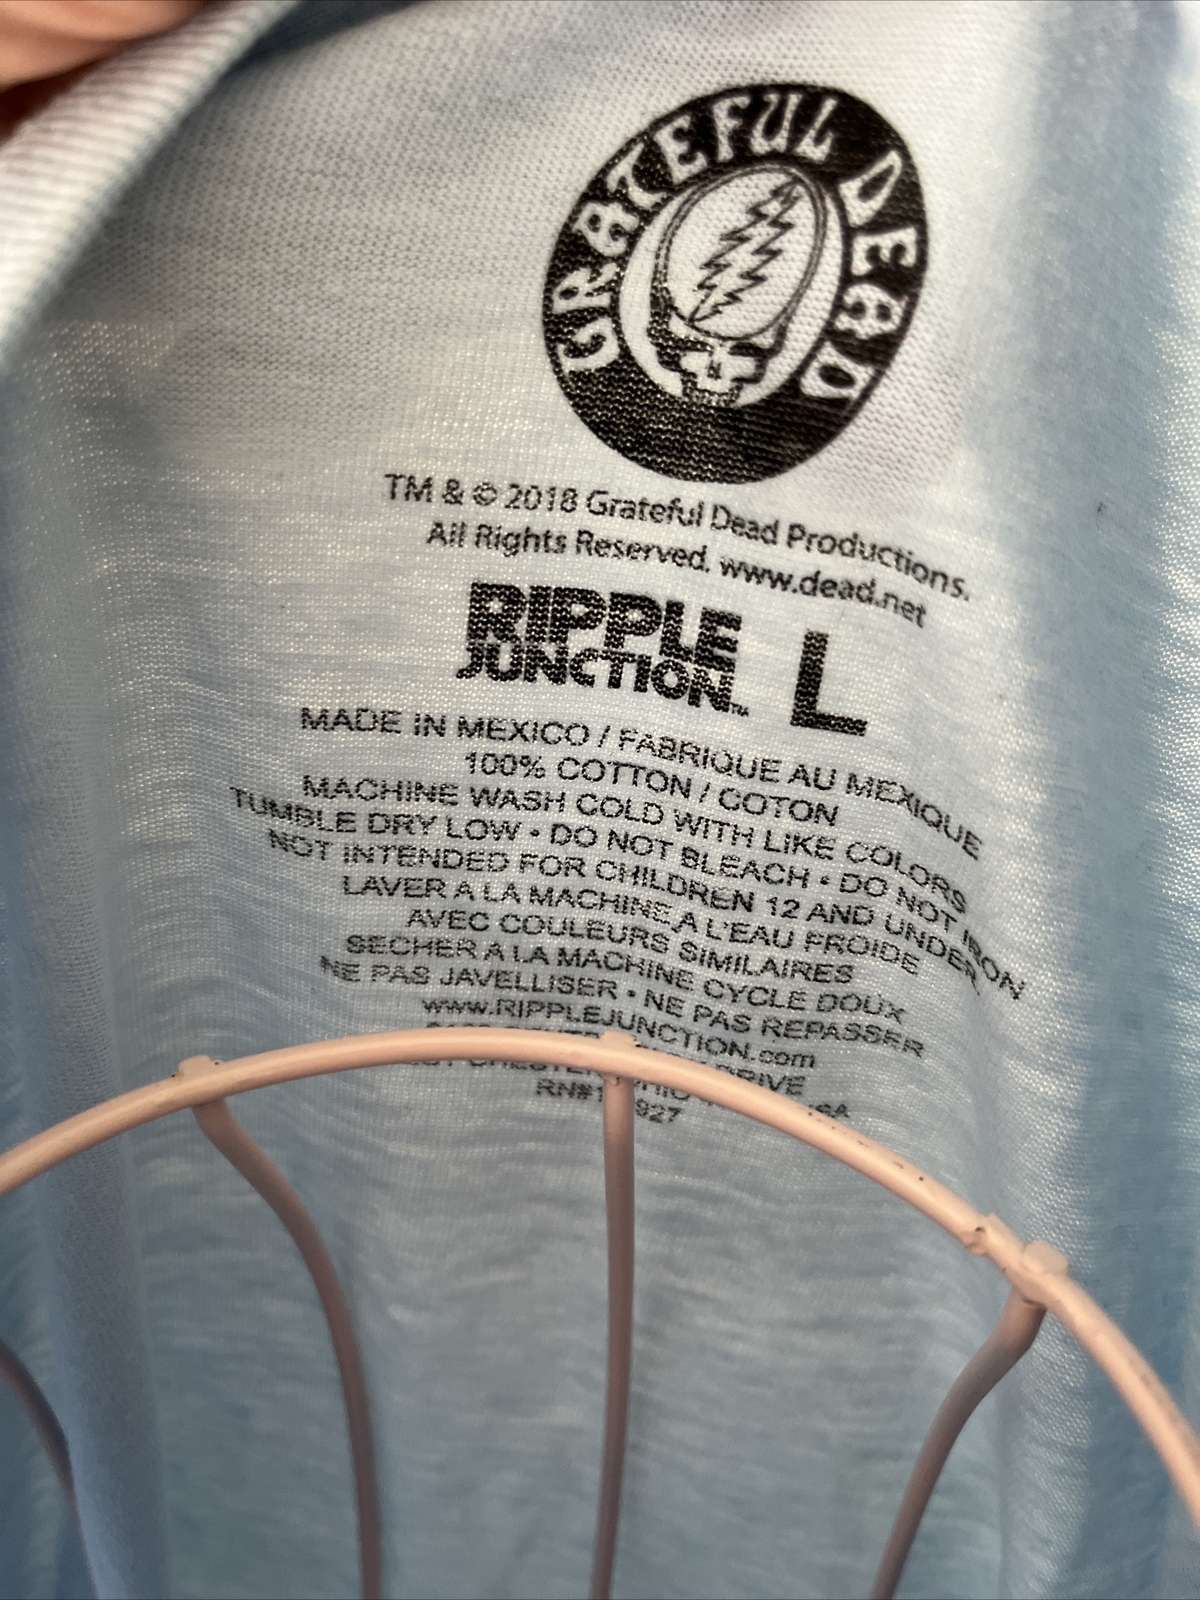 GRATEFUL DEAD
TM & © 2018 Grateful Dead Productions.
All Rights Reserved. www.dead.net
RIPPLE
JUNCTION™ L
MADE IN MEXICO / FABRIQUE AU MEXIQUE
100% COTTON / COTON
MACHINE WASH COLD WITH LIKE COLORS
TUMBLE DRY LOW • DO NOT BLEACH • DO NOT IRON
NOT INTENDED FOR CHILDREN 12 AND UNDER.
LAVER A LA MACHINE A L'EAU FROIDE
AVEC COULEURS SIMILAIRES
SECHER A LA MACHINE CYCLE DOUX
NE PAS JAVELLISER • NE PAS REPASSER
www.RIPPLEJUNCTION.com
DRIVE